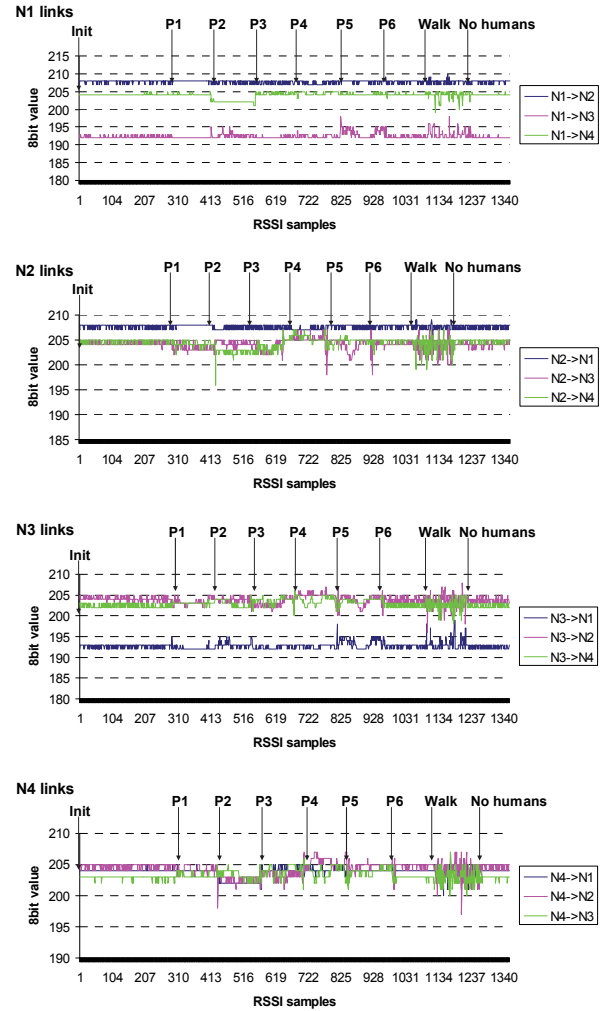 N1 links
Init P1 P2 P3 P4 P5 P6 Walk No humans
215
210
205
200
195
190
185
180
8bit value
1 104 207 310 413 516 619 722 825 928 1031 1134 1237 1340
RSSI samples
N1->N2
N1->N3
N1->N4
N2 links
Init P1 P2 P3 P4 P5 P6 Walk No humans
210
205
200
195
190
185
8bit value
1 104 207 310 413 516 619 722 825 928 1031 1134 1237 1340
RSSI samples
N2->N1
N2->N3
N2->N4
N3 links
Init P1 P2 P3 P4 P5 P6 Walk No humans
210
205
200
195
190
185
180
8bit value
1 104 207 310 413 516 619 722 825 928 1031 1134 1237 1340
RSSI samples
N3->N1
N3->N2
N3->N4
N4 links
Init P1 P2 P3 P4 P5 P6 Walk No humans
210
205
200
195
190
8bit value
1 104 207 310 413 516 619 722 825 928 1031 1134 1237 1340
RSSI samples
N4->N1
N4->N2
N4->N3